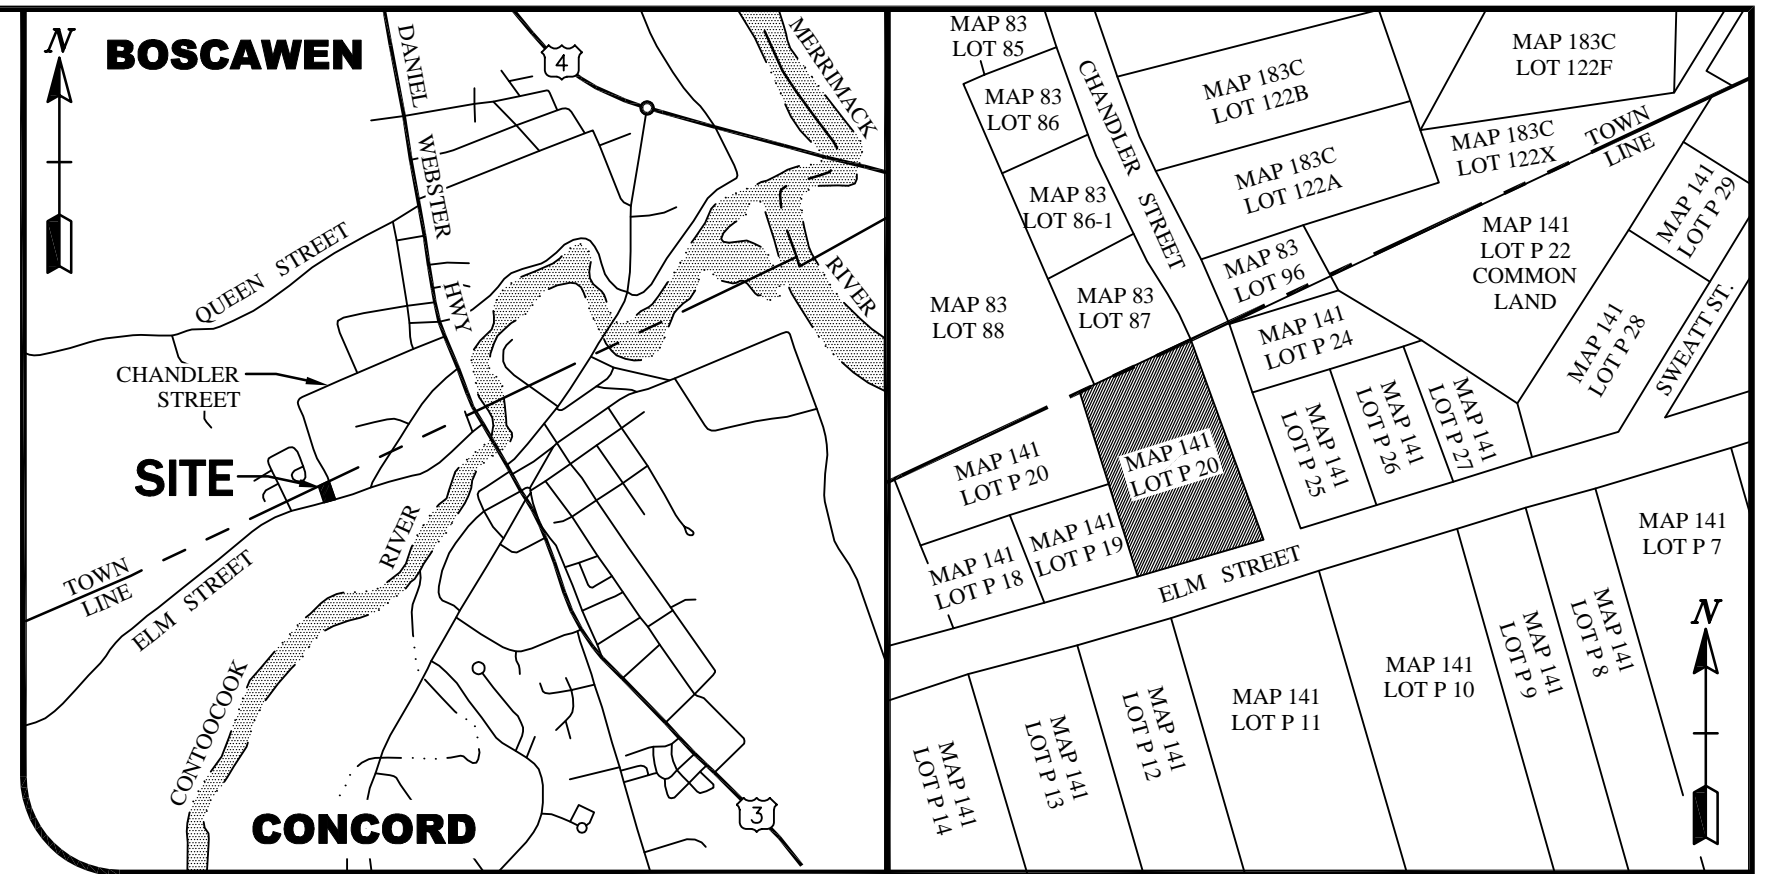 N
BOSCAWEN
DANIEL WEBSTER HWY
4
MERRIMACK
RIVER
QUEEN STREET
CHANDLER
STREET
SITE
TOWN
LINE
ELM STREET
RIVER
CONTOOCOOK
CONCORD
3
MAP 83
LOT 85
MAP 83
LOT 86
MAP 83
LOT 86-1
MAP 83
LOT 87
MAP 83
LOT 88
CHANDLER STREET
MAP 183C
LOT 122B
MAP 183C
LOT 122A
MAP 183C
LOT 122F
MAP 183C
LOT 122X
TOWN
LINE
MAP 83
LOT 96
MAP 141
LOT P 24
MAP 141
LOT P 22
COMMON
LAND
MAP 141
LOT P 29
MAP 141
LOT P 28
SWEATT ST.
MAP 141
LOT P 20
MAP 141
LOT P 20
MAP 141
LOT P 25
MAP 141
LOT P 26
MAP 141
LOT P 27
MAP 141
LOT P 18
MAP 141
LOT P 19
ELM STREET
MAP 141
LOT P 7
MAP 141
LOT P 8
MAP 141
LOT P 9
MAP 141
LOT P 10
MAP 141
LOT P 11
MAP 141
LOT P 12
MAP 141
LOT P 13
MAP 141
LOT P 14
N